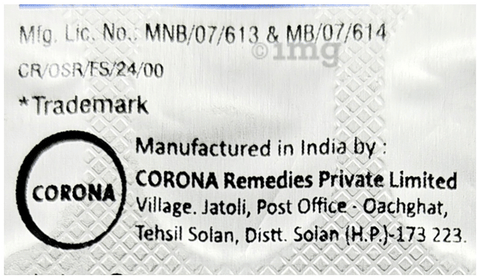 Mfg. Lic. No.: MNB/07/613 & MB/07/614
CR/OSR/FS/24/00
*Trademark
Manufactured in India by :
CORONA
CORONA Remedies Private Limited
Village. Jatoli, Post Office - Oachghat,
Tehsil Solan, Distt. Solan (H.P.)-173 223.
img